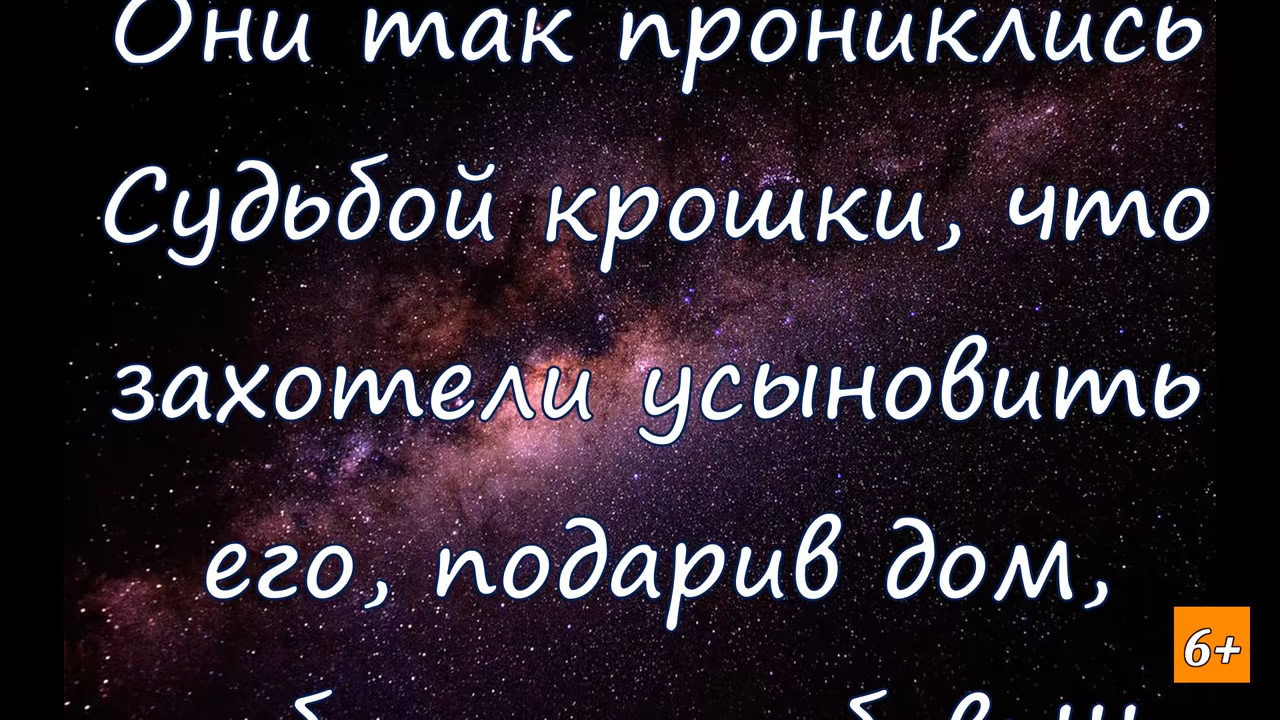 Они так прониклись
Судьбой крошки, что
захотели усыновить
его, подарив дом,
6+